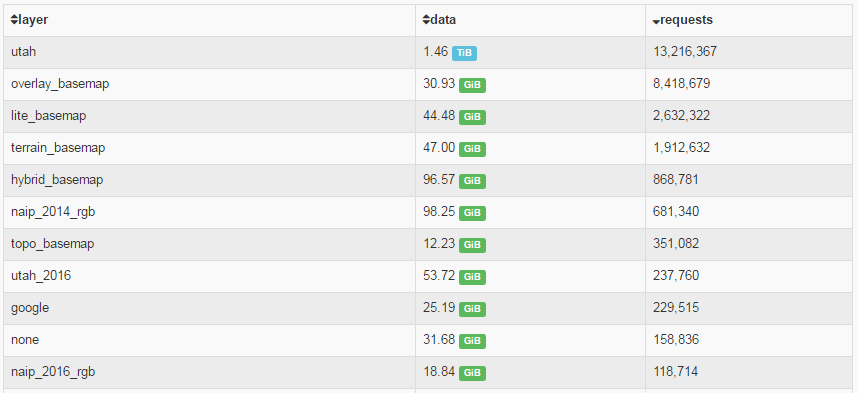 layer data requests
utah 1.46 TiB 13,216,367
overlay_basemap 30.93 GiB 8,418,679
lite_basemap 44.48 GiB 2,632,322
terrain_basemap 47.00 GiB 1,912,632
hybrid_basemap 96.57 GiB 868,781
naip_2014_rgb 98.25 GiB 681,340
topo_basemap 12.23 GiB 351,082
utah_2016 53.72 GiB 237,760
google 25.19 GiB 229,515
none 31.68 GiB 158,836
naip_2016_rgb 18.84 GiB 118,714